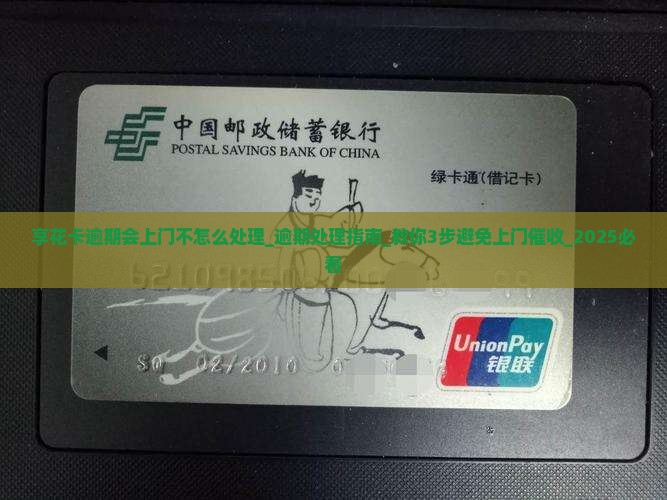 中国邮政储蓄银行
POSTAL SAVINGS BANK OF CHINA
绿卡通(借记卡)
享花卡逾期会上门不怎么处理_逾期处理指南_教你3步避免上门催收_2025必
看
UnionPay
银联
02/2010